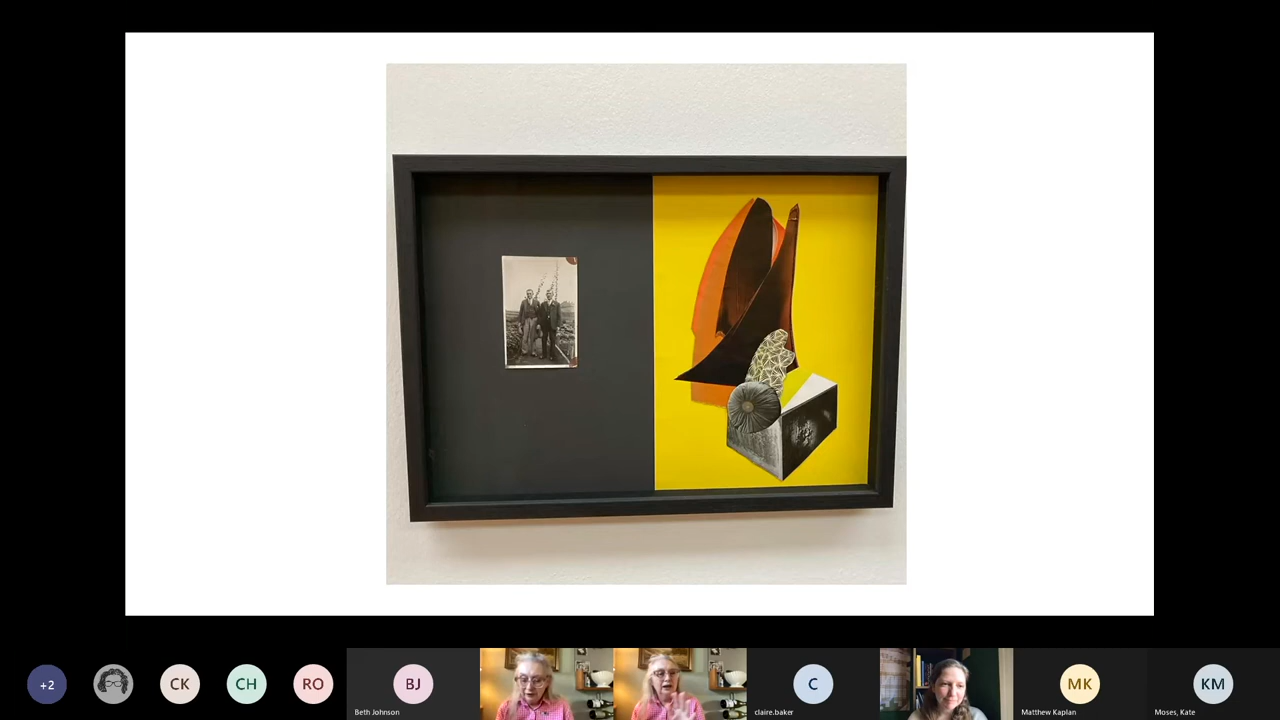 +2
CK
CH
RO
BJ
Beth Johnson
C
claire.baker
MK
Matthew Kaplan
KM
Moses, Kate